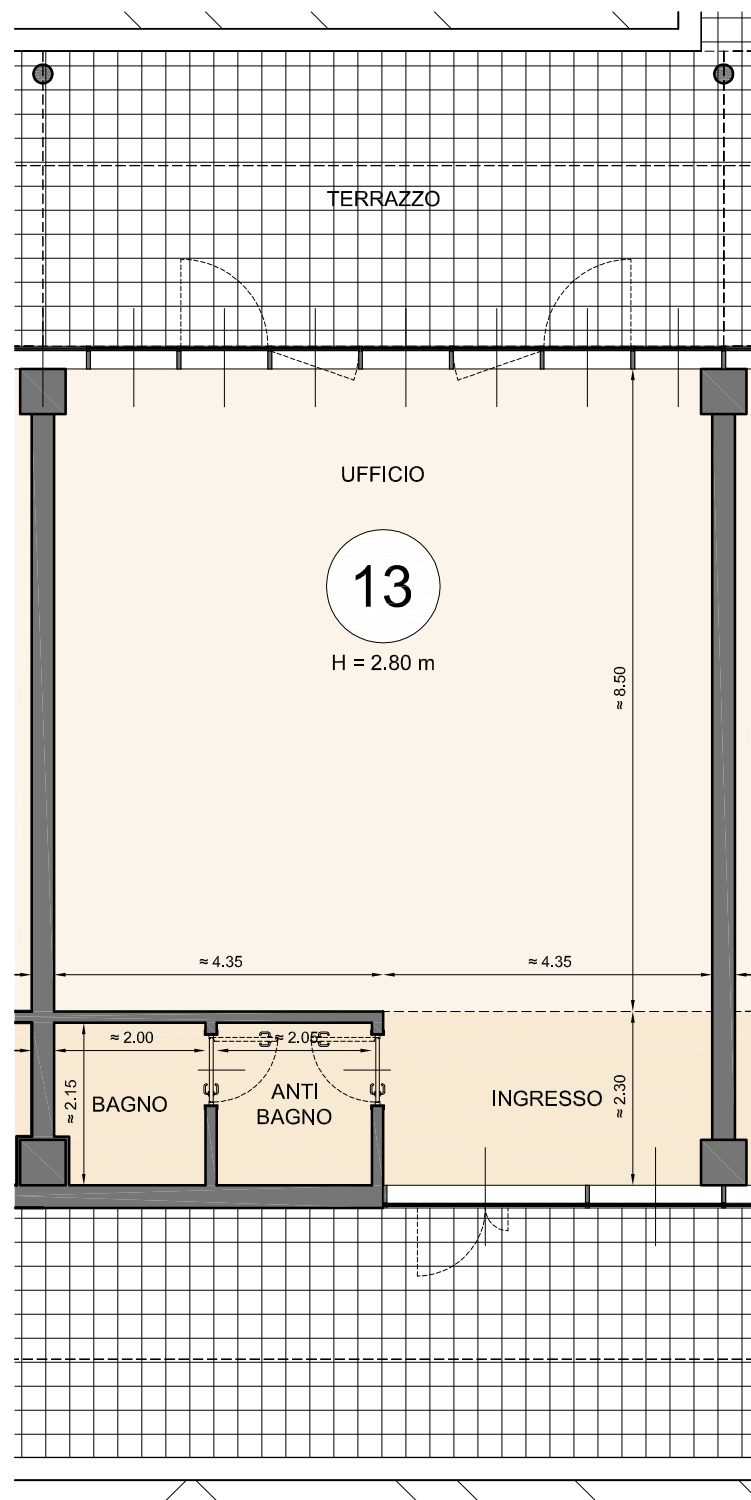 TERRAZZO
UFFICIO
13
H = 2.80 m
≈ 8.50
≈ 4.35
≈ 4.35
≈ 2.00
≈ 2.05
≈ 2.15
BAGNO
ANTI
BAGNO
INGRESSO
≈ 2.30